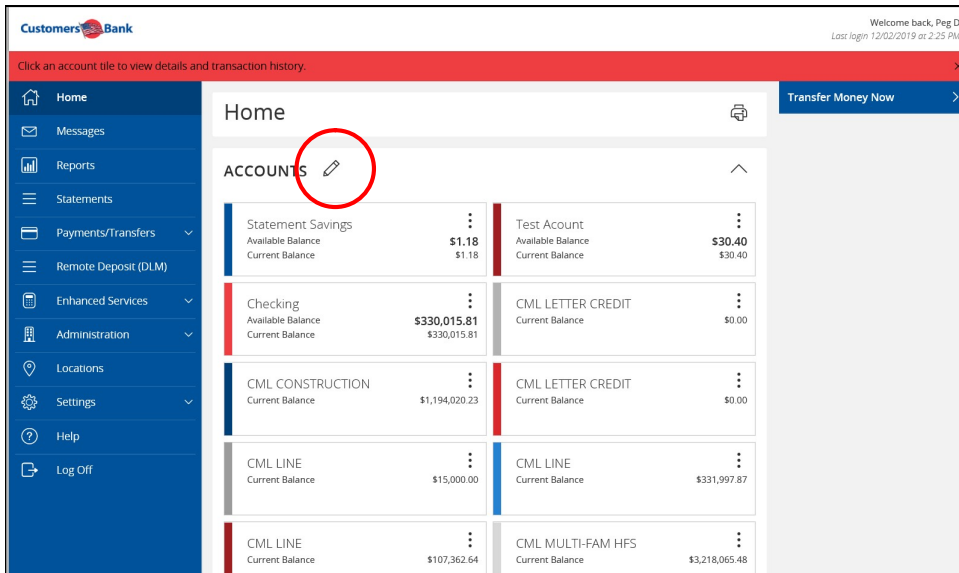 Customers Bank
Welcome back, Peg D
Last login 12/02/2019 at 2:25 PM
Click an account tile to view details and transaction history.
Home
Messages
Reports
Statements
Payments/Transfers
Remote Deposit (DLM)
Enhanced Services
Administration
Locations
Settings
Help
Log Off
Home
ACCOUNTS
Statement Savings
Available Balance $1.18
Current Balance $1.18
Test Acount
Available Balance $30.40
Current Balance $30.40
Checking
Available Balance $330,015.81
Current Balance $330,015.81
CML LETTER CREDIT
Current Balance $0.00
CML CONSTRUCTION
Current Balance $1,194,020.23
CML LETTER CREDIT
Current Balance $0.00
CML LINE
Current Balance $15,000.00
CML LINE
Current Balance $331,997.87
CML LINE
Current Balance $107,362.64
CML MULTI-FAM HFS
Current Balance $3,218,065.48
Transfer Money Now